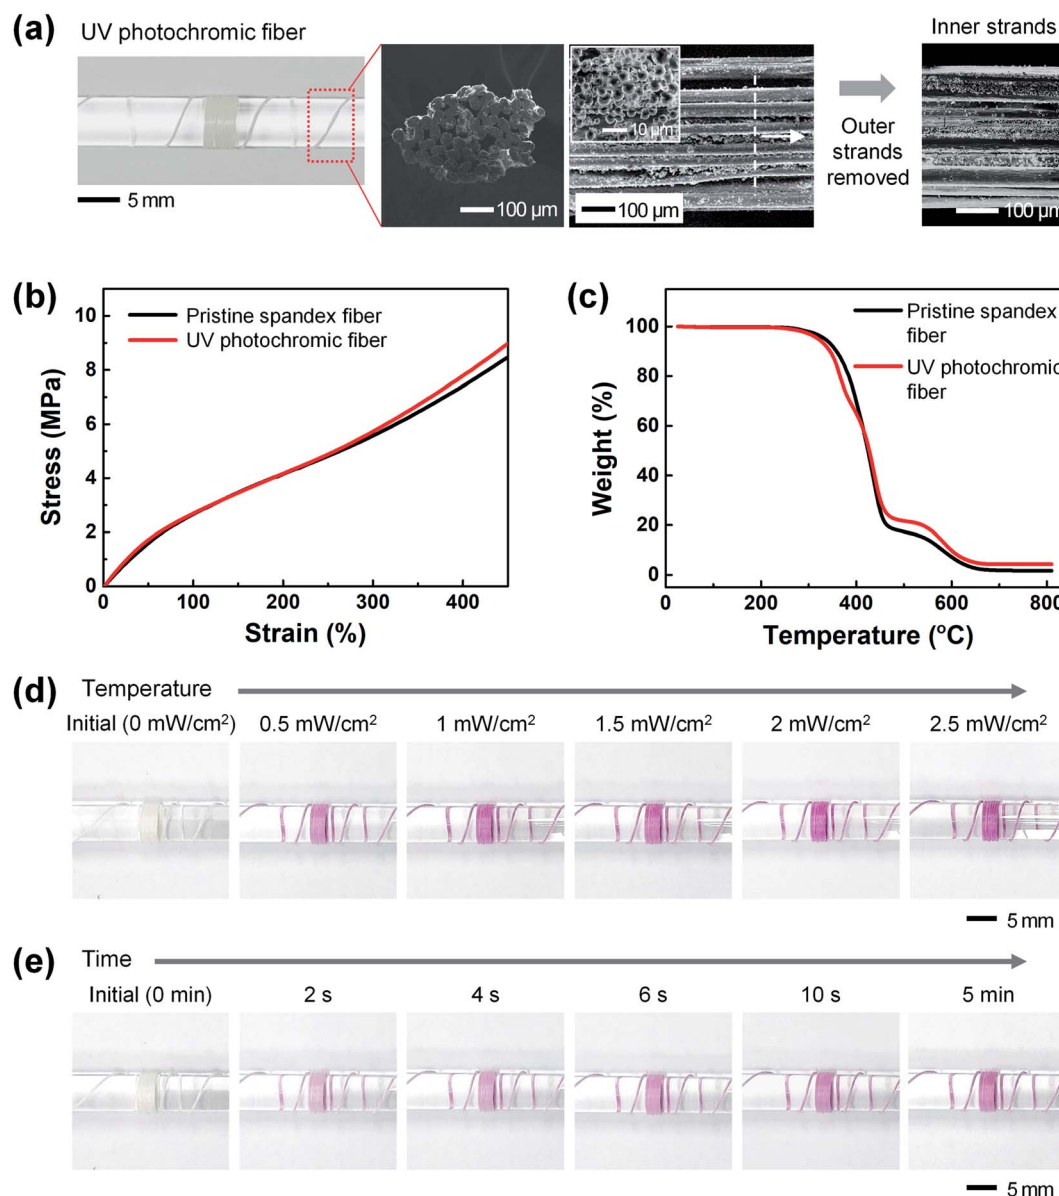 (a)
UV photochromic fiber
5 mm
100 µm
10 µm
100 µm
Outer
strands
removed
Inner strands
100 µm
(b)
Pristine spandex fiber
UV photochromic fiber
Stress (MPa)
10
8
6
4
2
0
0 100 200 300 400
Strain (%)
(c)
Pristine spandex
fiber
UV photochromic
fiber
Weight (%)
100
80
60
40
20
0
0 200 400 600 800
Temperature (°C)
(d)
Temperature
Initial (0 mW/cm²) 0.5 mW/cm² 1 mW/cm² 1.5 mW/cm² 2 mW/cm² 2.5 mW/cm²
5 mm
(e)
Time
Initial (0 min) 2 s 4 s 6 s 10 s 5 min
5 mm